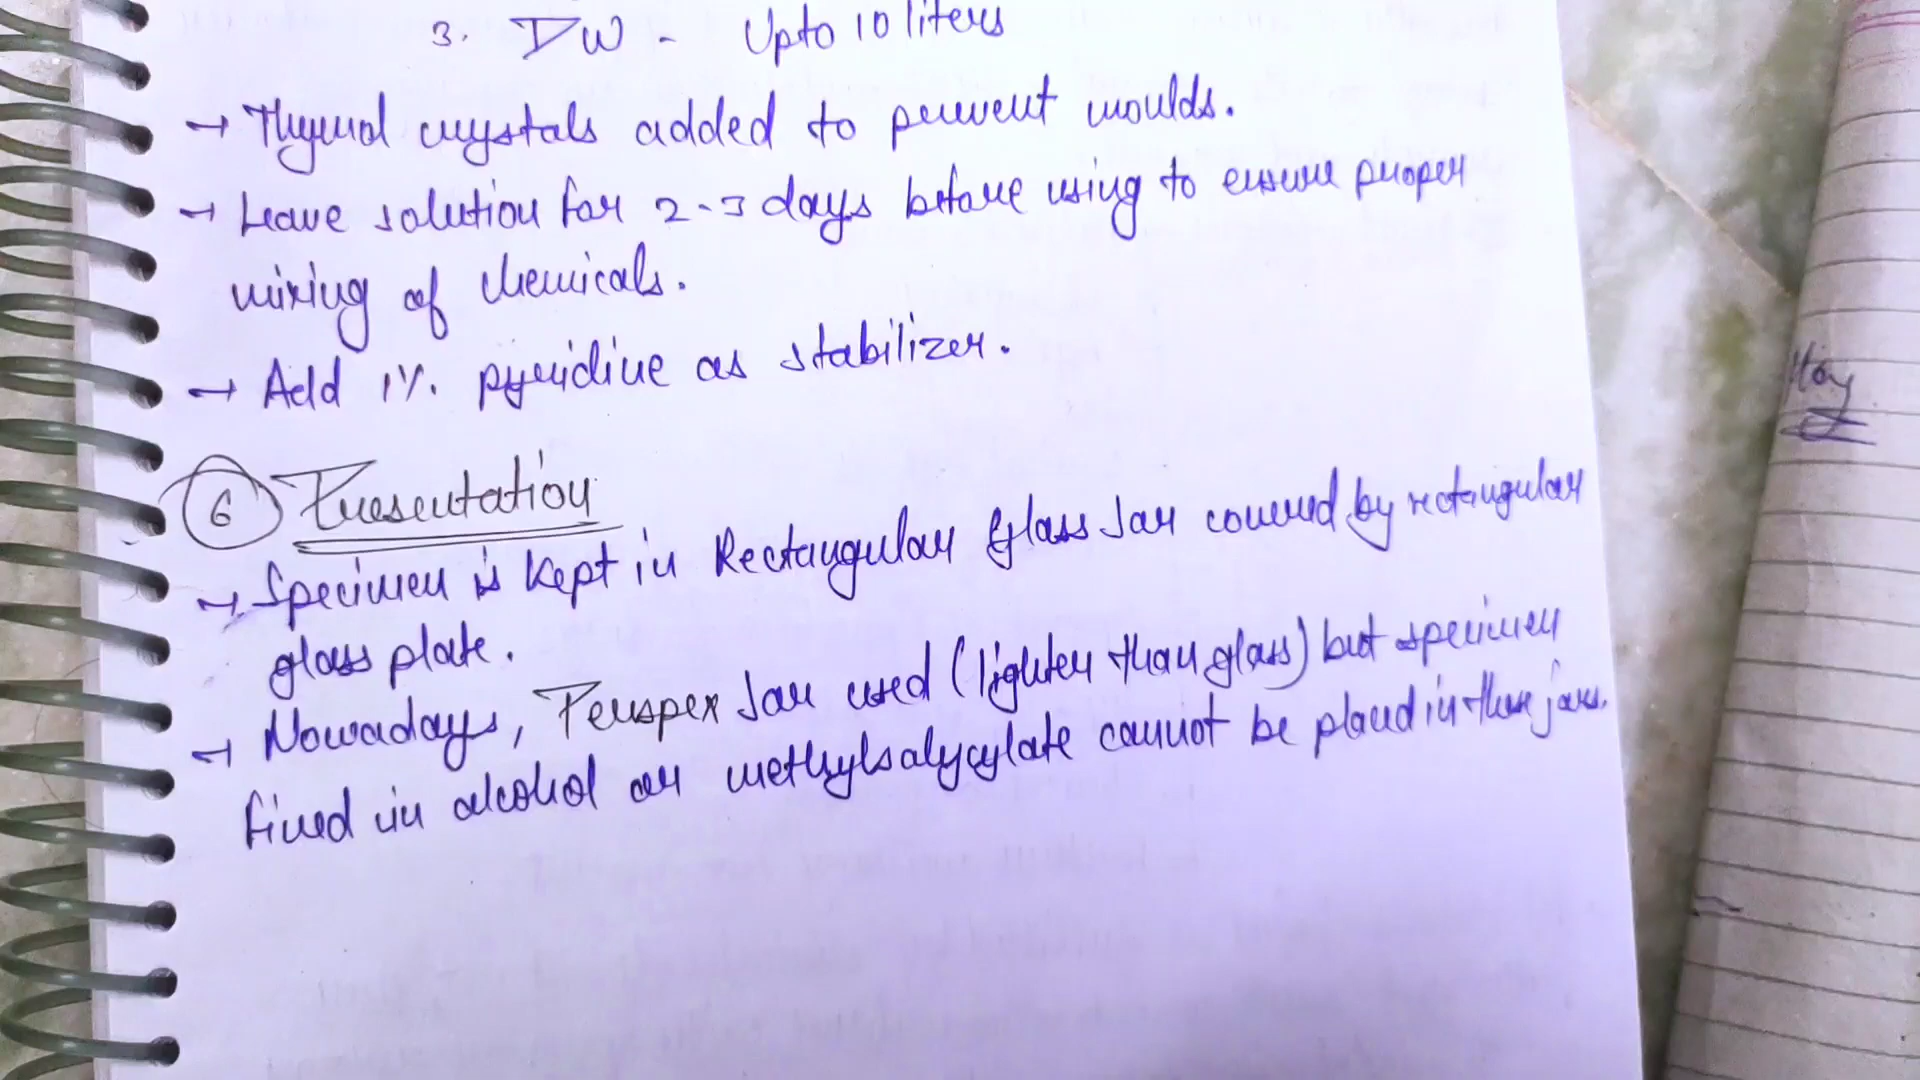 3. DW - Upto 10 liters
→ Thymol crystals added to prevent moulds.
→ Leave solution for 2-3 days before using to ensure proper
mixing of chemicals.
→ Add 1%. pyridine as stabilizer.
6 Presentation
→ Specimen is kept in Rectangular glass Jar covered by rectangular
glass plate.
→ Nowadays, Perspex Jar used (lighter than glass) but specimen
fixed in alcohol or methylsalycylate cannot be placed in these jars.